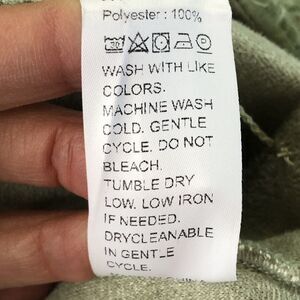 Polyester : 100%
WASH WITH LIKE
COLORS.
MACHINE WASH
COLD. GENTLE
CYCLE. DO NOT
BLEACH.
TUMBLE DRY
LOW. LOW IRON
IF NEEDED.
DRYCLEANABLE
IN GENTLE
CYCLE.